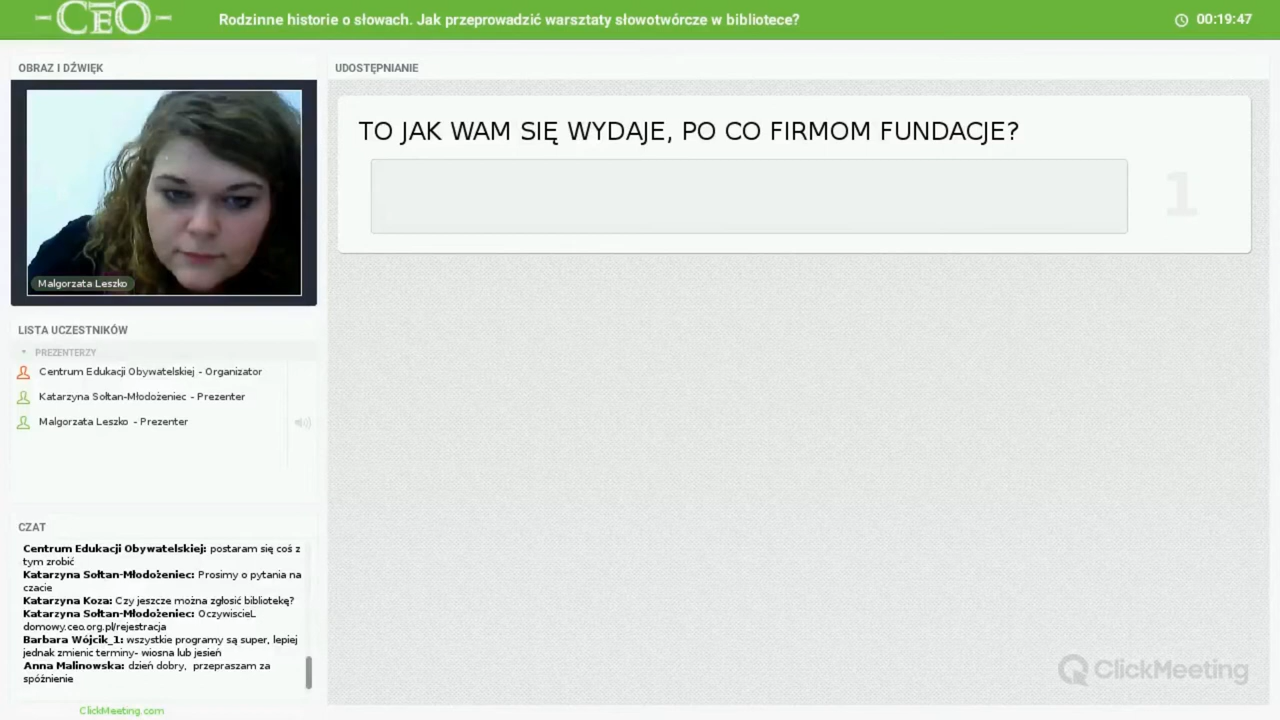 CEO
Rodzinne historie o słowach. Jak przeprowadzić warsztaty słowotwórcze w bibliotece?
00:19:47
OBRAZ I DŹWIĘK
Malgorzata Leszko
LISTA UCZESTNIKÓW
PREZENTERZY
Centrum Edukacji Obywatelskiej - Organizator
Katarzyna Sołtan-Młodożeniec - Prezenter
Malgorzata Leszko - Prezenter
CZAT
Centrum Edukacji Obywatelskiej: postaram się coś z
tym zrobić
Katarzyna Sołtan-Młodożeniec: Prosimy o pytania na
czacie
Katarzyna Koza: Czy jeszcze można zgłosić bibliotekę?
Katarzyna Sołtan-Młodożeniec: OczywiscieL
domowy.ceo.org.pl/rejestracja
Barbara Wójcik_1: wszystkie programy są super, lepiej
jednak zmienic terminy- wiosna lub jesień
Anna Malinowska: dzień dobry, przepraszam za
spóżnienie
ClickMeeting.com
UDOSTĘPNIANIE
TO JAK WAM SIĘ WYDAJE, PO CO FIRMOM FUNDACJE?
1
ClickMeeting